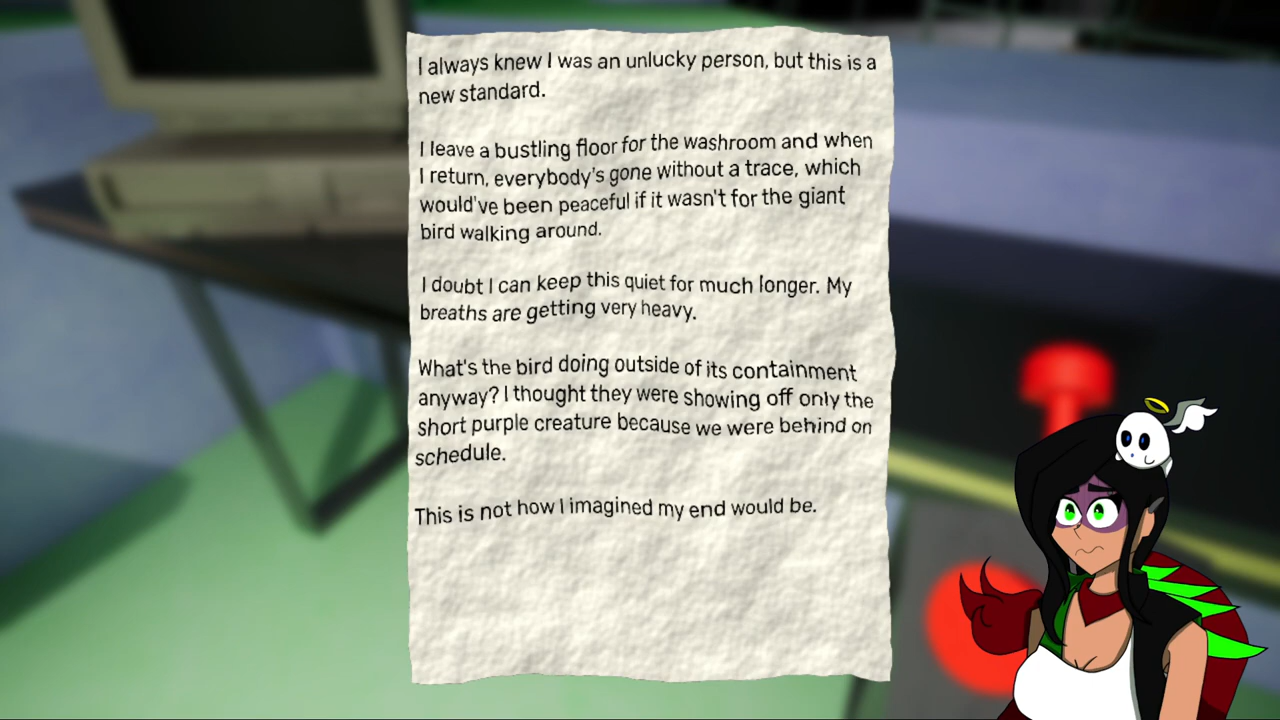 I always knew I was an unlucky person, but this is a
new standard.
I leave a bustling floor for the washroom and when
I return, everybody's gone without a trace, which
would've been peaceful if it wasn't for the giant
bird walking around.
I doubt I can keep this quiet for much longer. My
breaths are getting very heavy.
What's the bird doing outside of its containment
anyway? I thought they were showing off only the
short purple creature because we were behind on
schedule.
This is not how I imagined my end would be.